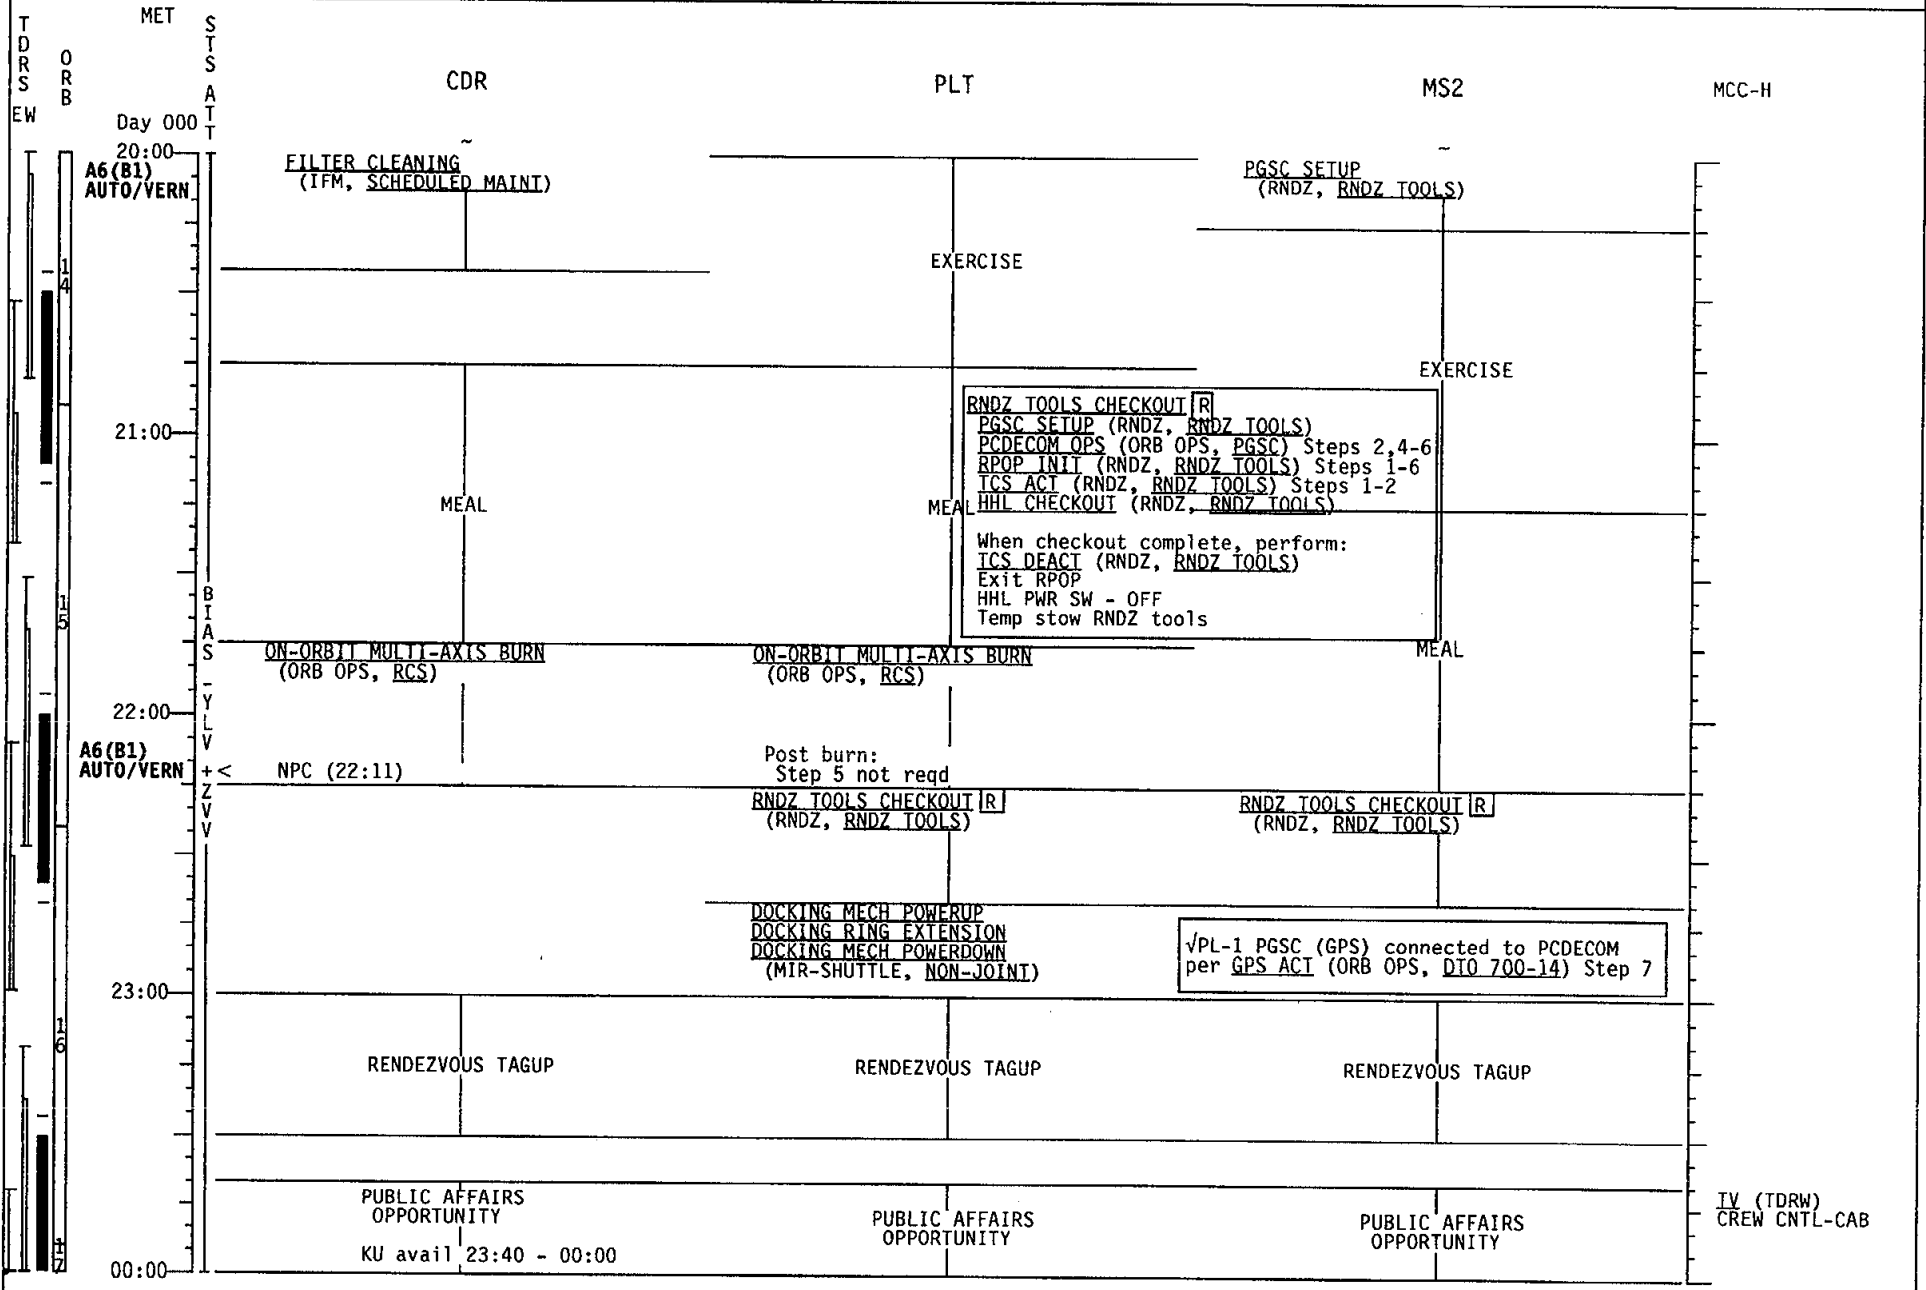 TDRS
EW
ORB
MET
STS ATT
CDR
PLT
MS2
MCC-H
Day 000
~
~
20:00
A6(B1)
AUTO/VERN
FILTER CLEANING
(IFM, SCHEDULED MAINT)
PGSC SETUP
(RNDZ, RNDZ TOOLS)
14
EXERCISE
EXERCISE
21:00
RNDZ TOOLS CHECKOUT R
PGSC SETUP (RNDZ, RNDZ TOOLS)
PCDECOM OPS (ORB OPS, PGSC) Steps 2,4-6
RPOP INIT (RNDZ, RNDZ TOOLS) Steps 1-6
TCS ACT (RNDZ, RNDZ TOOLS) Steps 1-2
HHL CHECKOUT (RNDZ, RNDZ TOOLS)
When checkout complete, perform:
TCS DEACT (RNDZ, RNDZ TOOLS)
Exit RPOP
HHL PWR SW - OFF
Temp stow RNDZ tools
MEAL
MEAL
15
BIAS -YLV +ZVV
ON-ORBIT MULTI-AXIS BURN
(ORB OPS, RCS)
ON-ORBIT MULTI-AXIS BURN
(ORB OPS, RCS)
MEAL
22:00
A6(B1)
AUTO/VERN
<
NPC (22:11)
Post burn:
Step 5 not reqd
RNDZ TOOLS CHECKOUT R
(RNDZ, RNDZ TOOLS)
RNDZ TOOLS CHECKOUT R
(RNDZ, RNDZ TOOLS)
DOCKING MECH POWERUP
DOCKING RING EXTENSION
DOCKING MECH POWERDOWN
(MIR-SHUTTLE, NON-JOINT)
√PL-1 PGSC (GPS) connected to PCDECOM
per GPS ACT (ORB OPS, DTO 700-14) Step 7
23:00
16
RENDEZVOUS TAGUP
RENDEZVOUS TAGUP
RENDEZVOUS TAGUP
PUBLIC AFFAIRS
OPPORTUNITY
KU avail 23:40 - 00:00
PUBLIC AFFAIRS
OPPORTUNITY
PUBLIC AFFAIRS
OPPORTUNITY
TV (TDRW)
CREW CNTL-CAB
17
00:00